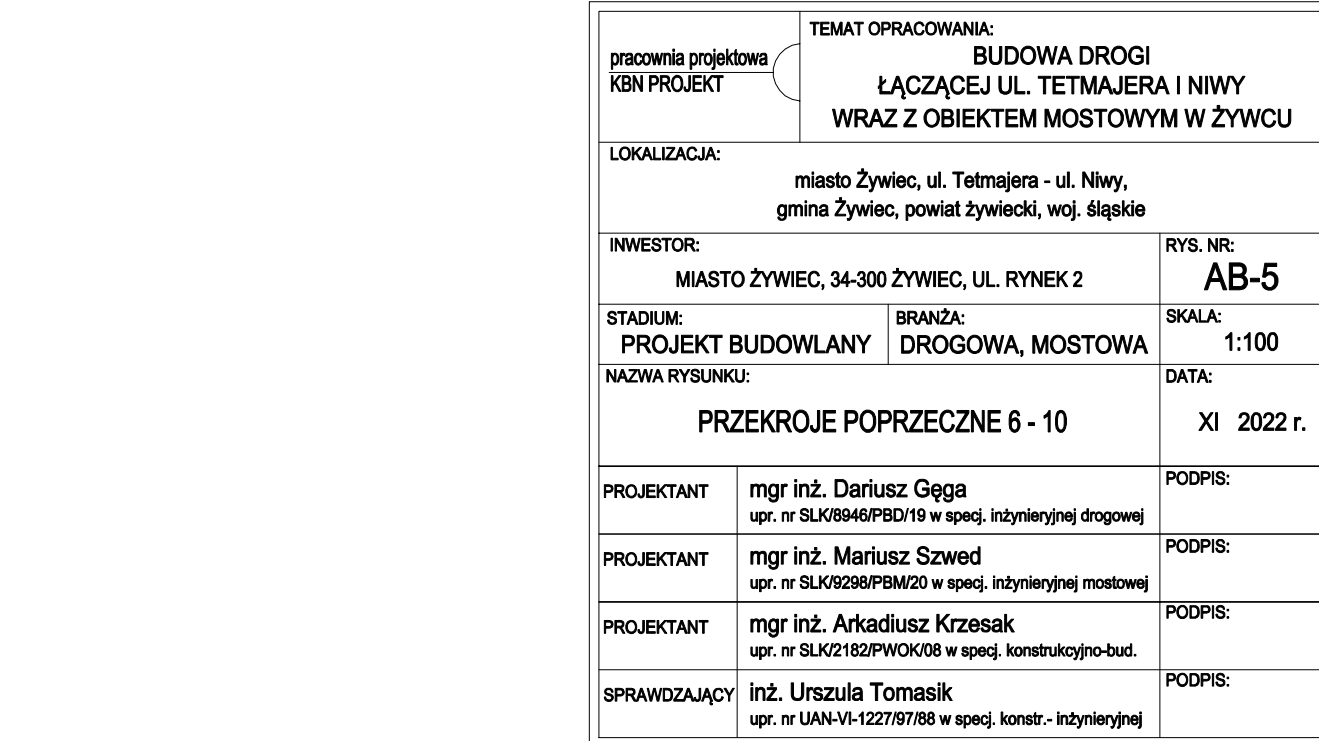 pracownia projektowa
KBN PROJEKT
TEMAT OPRACOWANIA:
BUDOWA DROGI
ŁĄCZĄCEJ UL. TETMAJERA I NIWY
WRAZ Z OBIEKTEM MOSTOWYM W ŻYWCU
LOKALIZACJA:
miasto Żywiec, ul. Tetmajera - ul. Niwy,
gmina Żywiec, powiat żywiecki, woj. śląskie
INWESTOR:
MIASTO ŻYWIEC, 34-300 ŻYWIEC, UL. RYNEK 2
RYS. NR:
AB-5
STADIUM:
PROJEKT BUDOWLANY
BRANŻA:
DROGOWA, MOSTOWA
SKALA:
1:100
NAZWA RYSUNKU:
PRZEKROJE POPRZECZNE 6 - 10
DATA:
XI 2022 r.
PROJEKTANT
mgr inż. Dariusz Gęga
upr. nr SLK/8946/PBD/19 w specj. inżynieryjnej drogowej
PODPIS:
PROJEKTANT
mgr inż. Mariusz Szwed
upr. nr SLK/9298/PBM/20 w specj. inżynieryjnej mostowej
PODPIS:
PROJEKTANT
mgr inż. Arkadiusz Krzesak
upr. nr SLK/2182/PWOK/08 w specj. konstrukcyjno-bud.
PODPIS:
SPRAWDZAJĄCY
inż. Urszula Tomasik
upr. nr UAN-VI-1227/97/88 w specj. konstr.- inżynieryjnej
PODPIS: